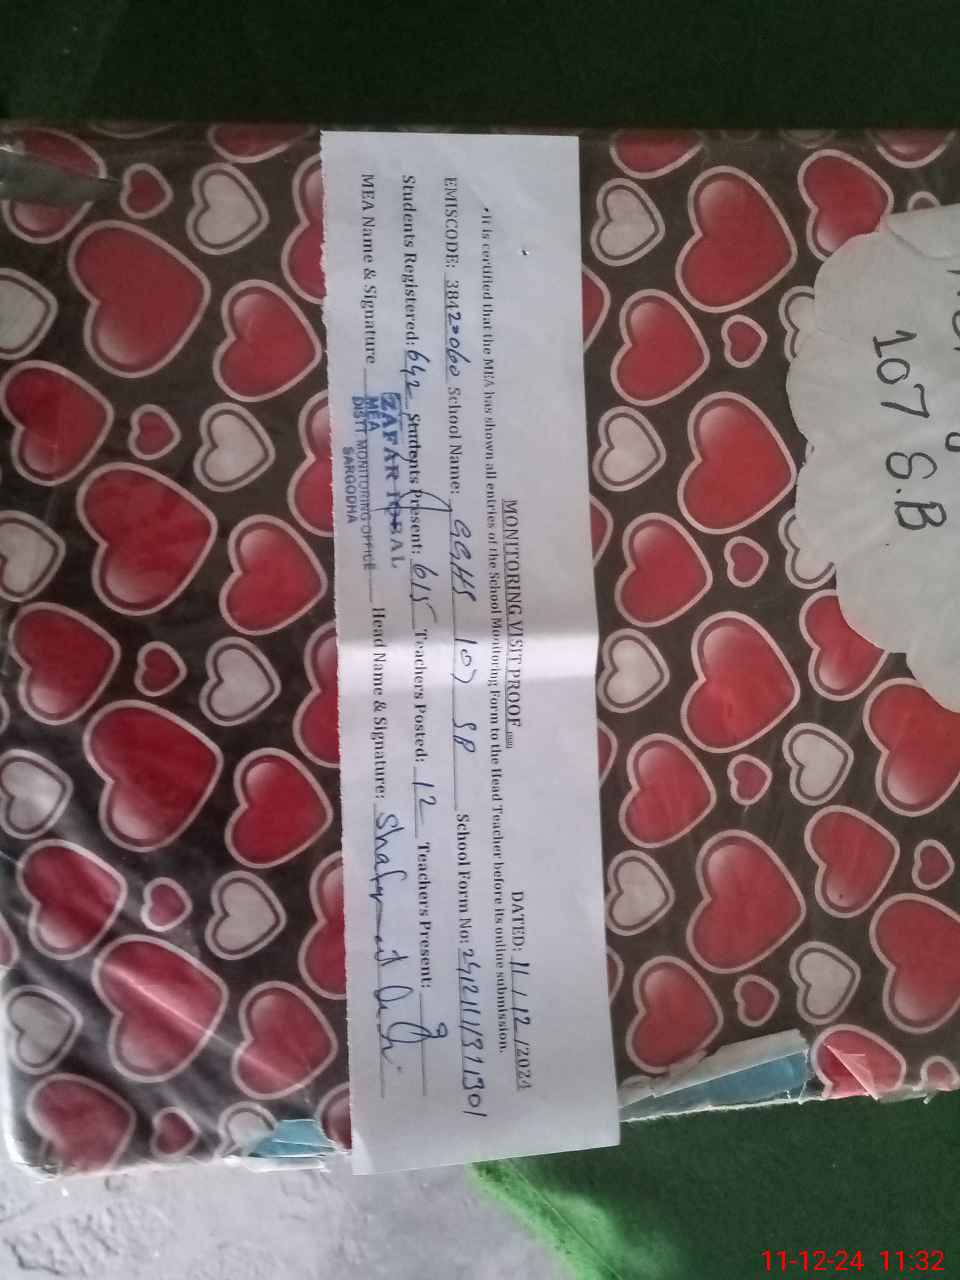 MONITORING VISIT PROOF
DATED: 11/12/2024
•It is certified that the MEA has shown all entries of the School Monitoring Form to the Head Teacher before its online submission.
EMISCODE: 38420060 School Name: GGHS 107 SB School Form No:
Students Registered: 642 Students Present: 615 Teachers Posted: 12 Teachers Present: 9
MEA Name & Signature Head Name & Signature:
ZAFAR IQBAL
MEA
DISTT MONITORING OFFICE
SARGODHA
107 S.B
11-12-24 11:32